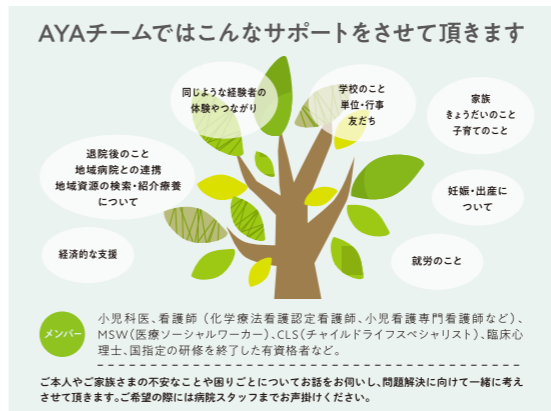 AYAチームではこんなサポートをさせて頂きます
同じような経験者の
体験やつながり
学校のこと
単位・行事
友だち
家族
きょうだいのこと
子育てのこと
退院後のこと
地域病院との連携
地域資源の検索・紹介療養
について
妊娠・出産に
ついて
経済的な支援
就労のこと
メンバー
小児科医、看護師（化学療法看護認定看護師、小児看護専門看護師など）、
MSW（医療ソーシャルワーカー）、CLS（チャイルドライフスペシャリスト）、臨床心
理士、国指定の研修を終了した有資格者など。
ご本人やご家族さまの不安なことや困りごとについてお話をお伺いし、問題解決に向けて一緒に考え
させて頂きます。ご希望の際には病院スタッフまでお声掛けください。